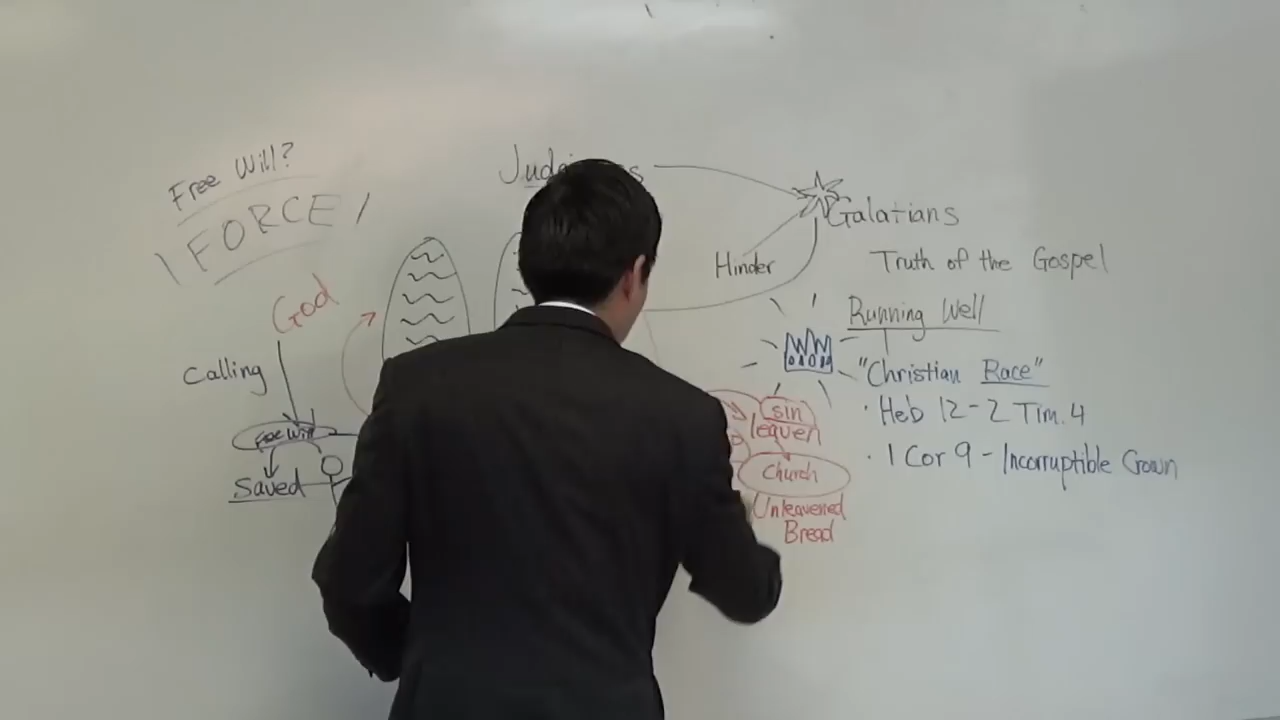 Free Will?
FORCE
God
Calling
Free Will
Saved
Galatians
Hinder
Truth of the Gospel
Running Well
"Christian Race"
· Heb 12 - 2 Tim. 4
· 1 Cor 9 - Incorruptible Crown
sin
leaven
Church
Unleavened
Bread